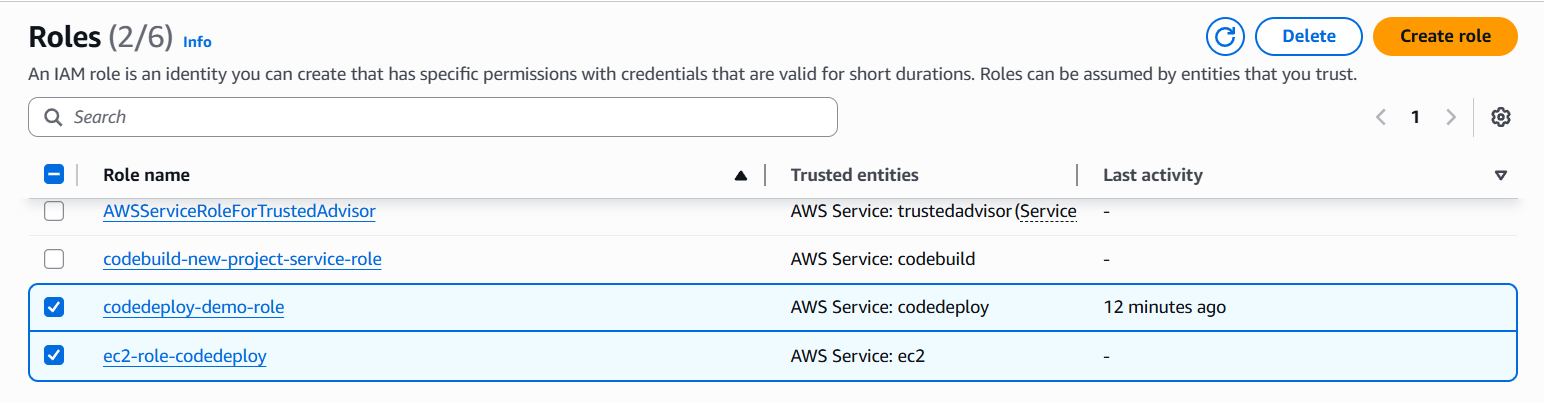 Roles (2/6) Info
Delete
Create role
An IAM role is an identity you can create that has specific permissions with credentials that are valid for short durations. Roles can be assumed by entities that you trust.
Search
1
Role name Trusted entities Last activity
AWSServiceRoleForTrustedAdvisor AWS Service: trustedadvisor (Service -
codebuild-new-project-service-role AWS Service: codebuild -
codedeploy-demo-role AWS Service: codedeploy 12 minutes ago
ec2-role-codedeploy AWS Service: ec2 -